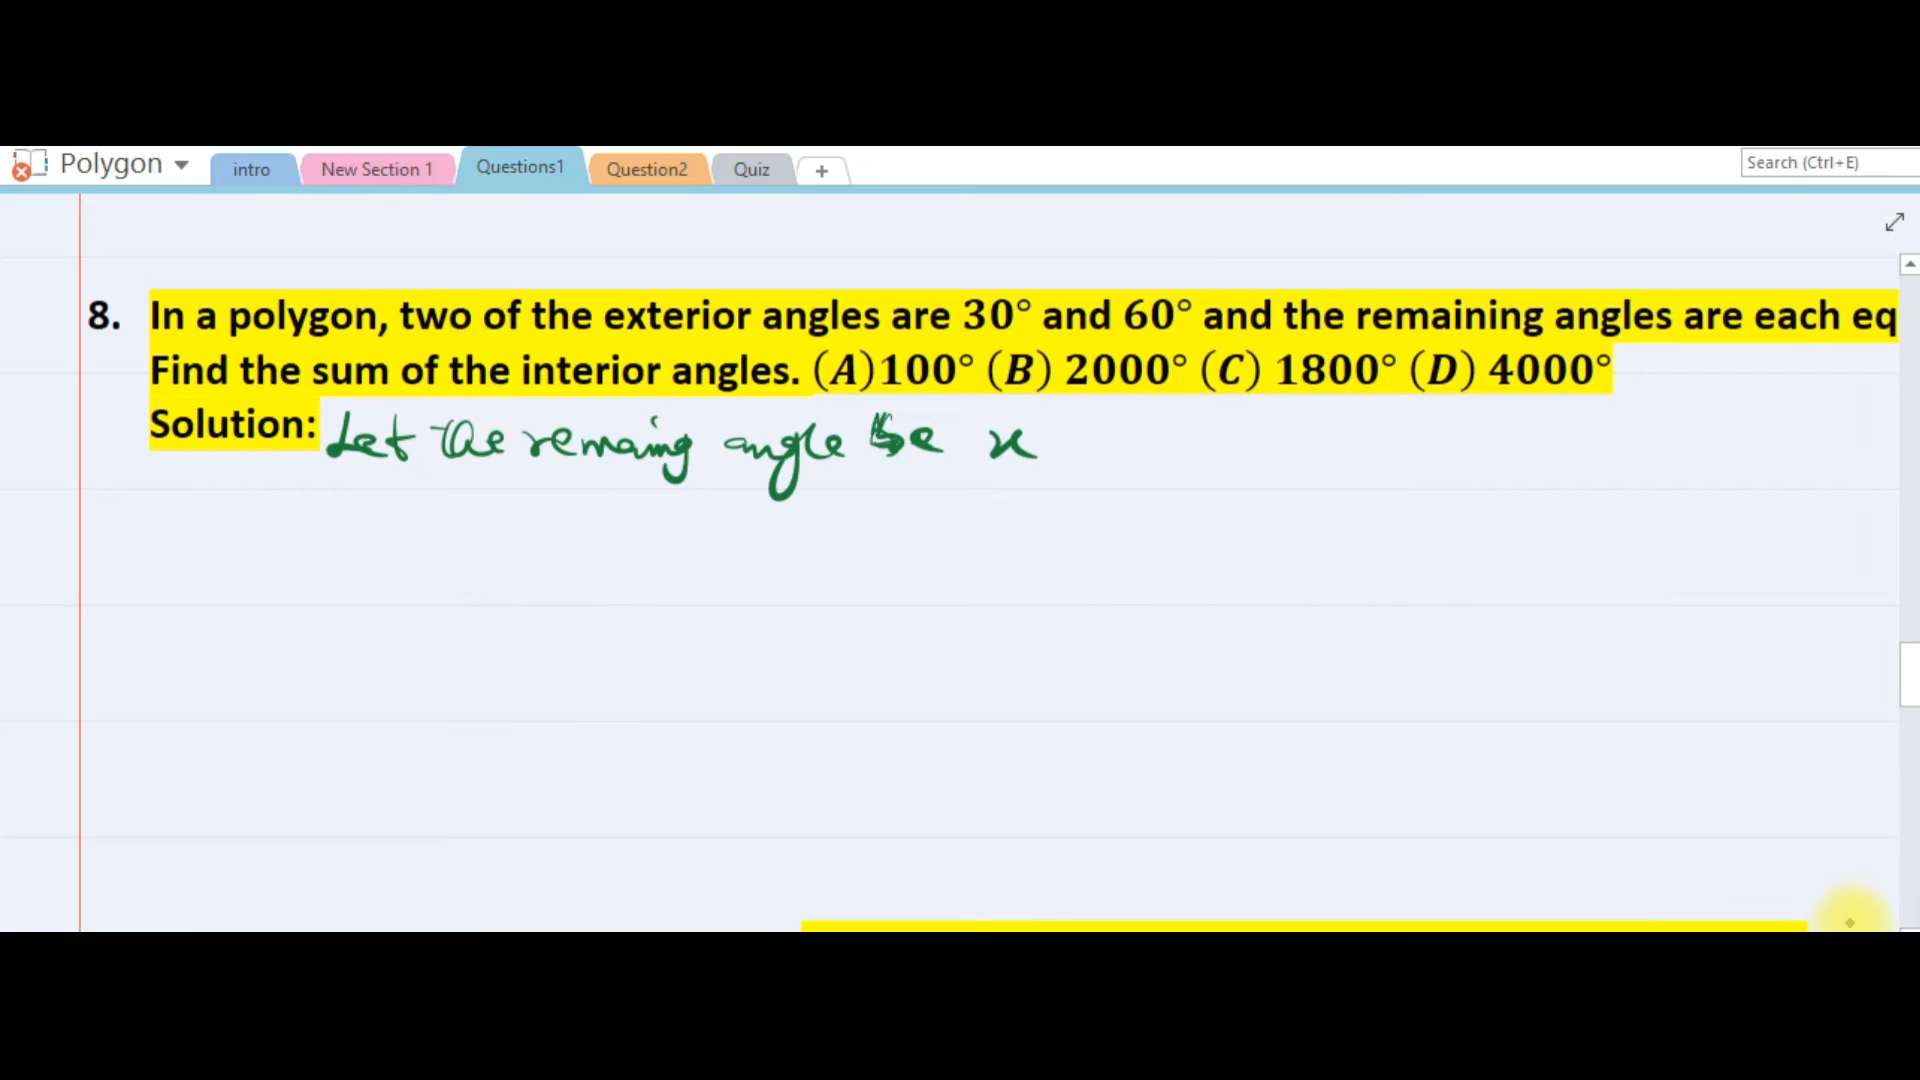 Polygon
intro New Section 1 Questions1 Question2 Quiz +
Search (Ctrl+E)
8. In a polygon, two of the exterior angles are 30° and 60° and the remaining angles are each eq
Find the sum of the interior angles. (A)100° (B) 2000° (C) 1800° (D) 4000°
Solution: Let the remaing angle be x